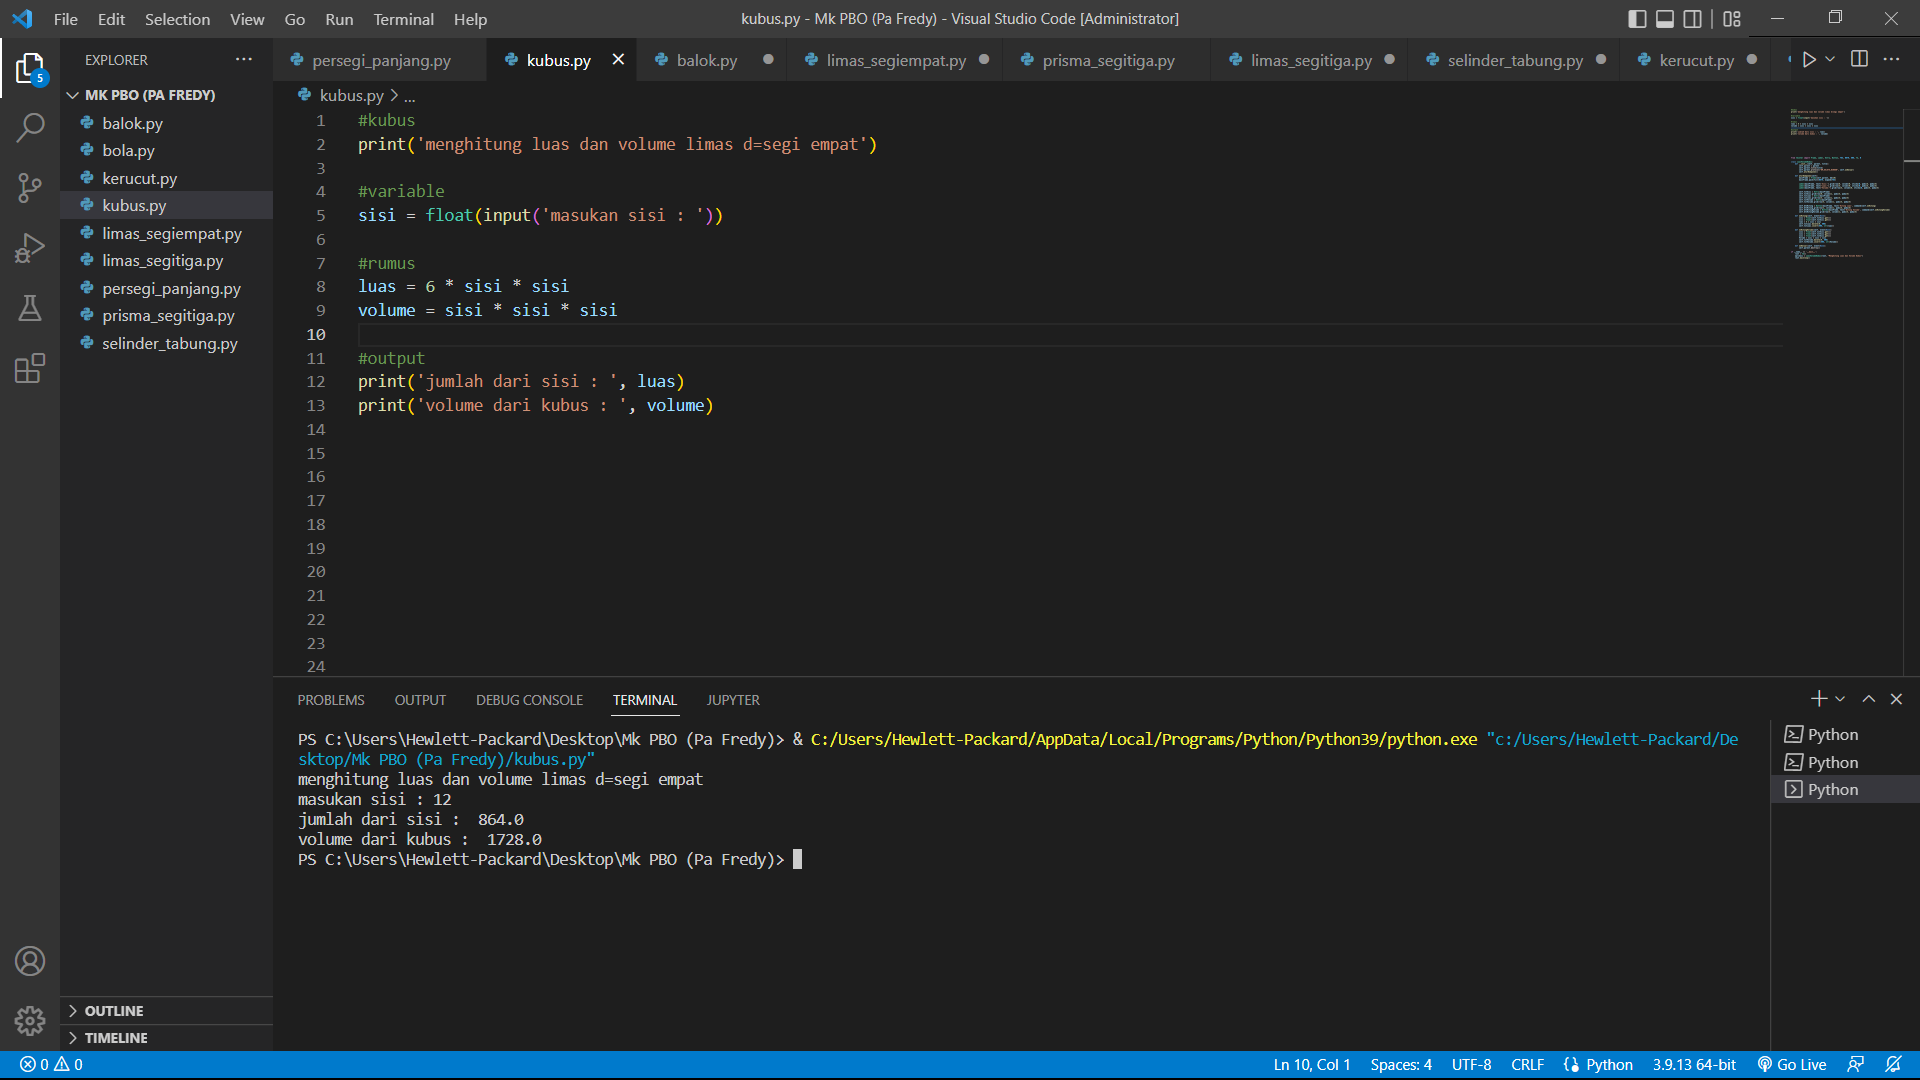 File Edit Selection View Go Run Terminal Help
kubus.py - Mk PBO (Pa Fredy) - Visual Studio Code [Administrator]
EXPLORER
5
MK PBO (PA FREDY)
balok.py
bola.py
kerucut.py
kubus.py
limas_segiempat.py
limas_segitiga.py
persegi_panjang.py
prisma_segitiga.py
selinder_tabung.py
OUTLINE
TIMELINE
persegi_panjang.py kubus.py balok.py limas_segiempat.py prisma_segitiga.py limas_segitiga.py selinder_tabung.py kerucut.py
kubus.py > ...
1 #kubus
2 print('menghitung luas dan volume limas d=segi empat')
3
4 #variable
5 sisi = float(input('masukan sisi : '))
6
7 #rumus
8 luas = 6 * sisi * sisi
9 volume = sisi * sisi * sisi
10
11 #output
12 print('jumlah dari sisi : ', luas)
13 print('volume dari kubus : ', volume)
14
15
16
17
18
19
20
21
22
23
24
PROBLEMS OUTPUT DEBUG CONSOLE TERMINAL JUPYTER
PS C:\Users\Hewlett-Packard\Desktop\Mk PBO (Pa Fredy)> & C:/Users/Hewlett-Packard/AppData/Local/Programs/Python/Python39/python.exe "c:/Users/Hewlett-Packard/De
sktop/Mk PBO (Pa Fredy)/kubus.py"
menghitung luas dan volume limas d=segi empat
masukan sisi : 12
jumlah dari sisi :  864.0
volume dari kubus :  1728.0
PS C:\Users\Hewlett-Packard\Desktop\Mk PBO (Pa Fredy)>
Python
Python
Python
0 0
Ln 10, Col 1 Spaces: 4 UTF-8 CRLF Python 3.9.13 64-bit Go Live